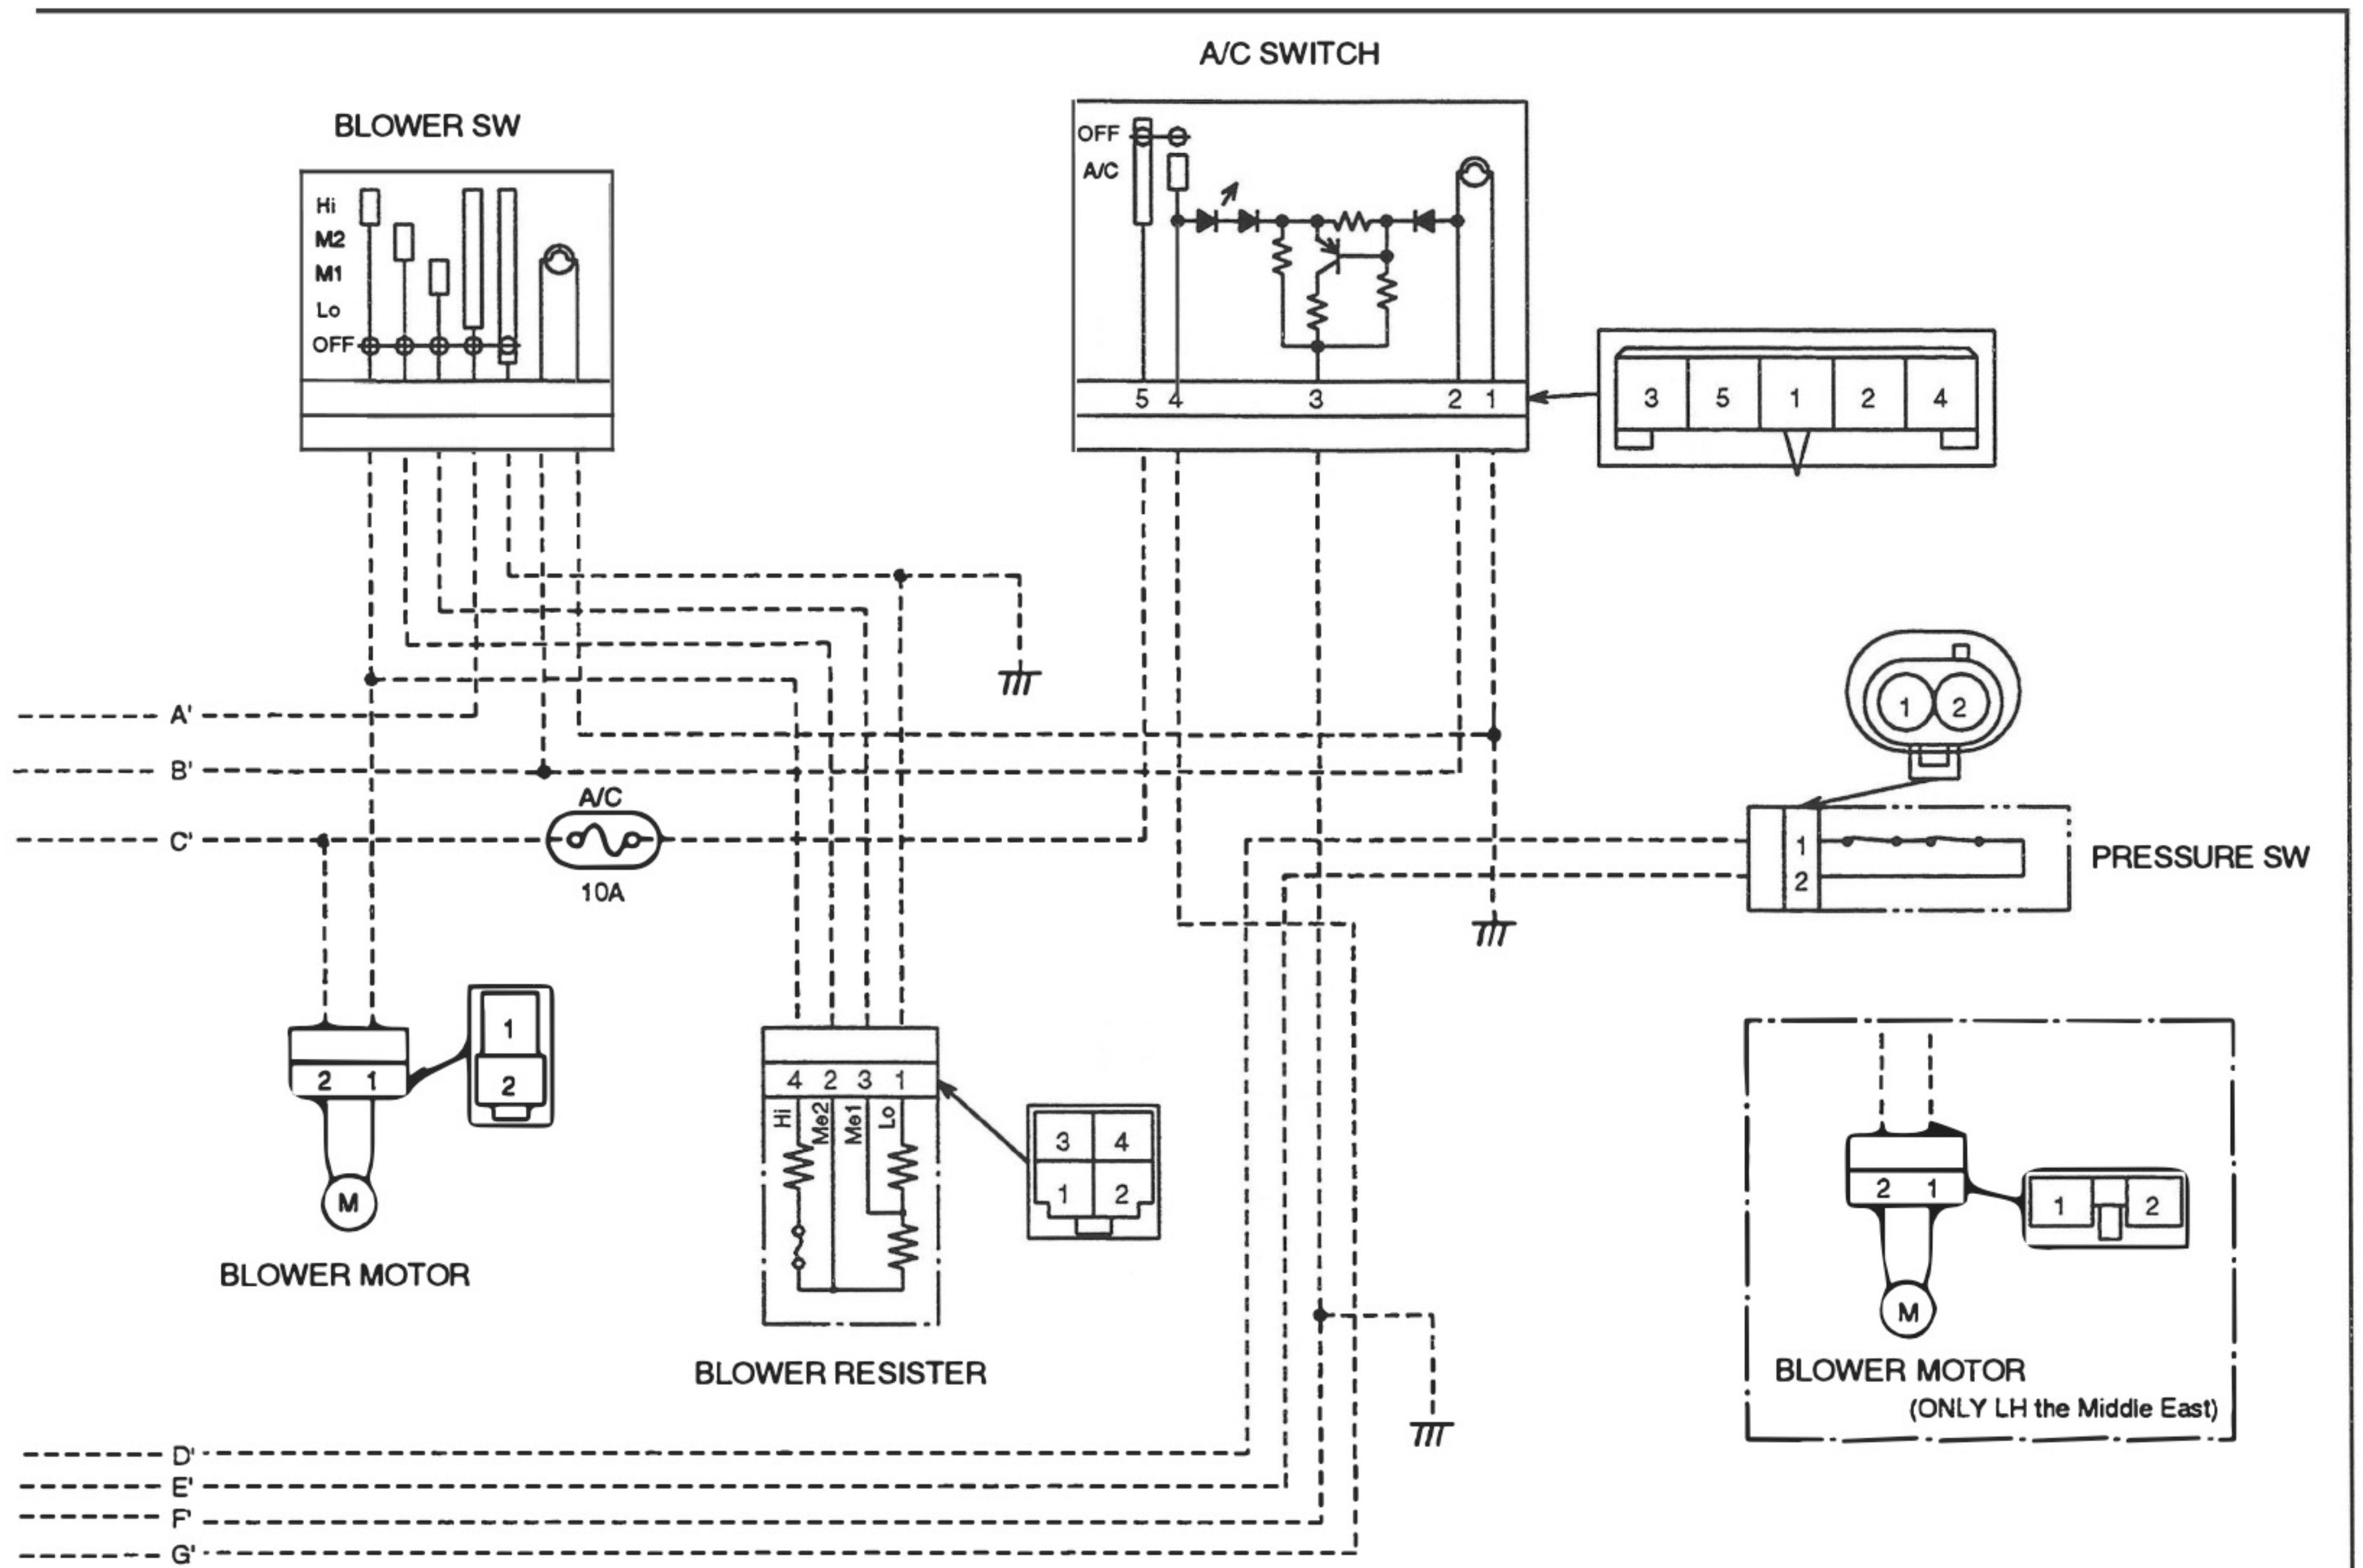 A/C SWITCH
BLOWER SW
OFF
A/C
Hi
M2
M1
Lo
OFF
5 4 3 2 1
3 5 1 2 4
1 2
A'
B'
A/C
C'
10A
1
2
PRESSURE SW
2 1
1
2
M
BLOWER MOTOR
4 2 3 1
Hi Me2 Me1 Lo
3 4
1 2
BLOWER RESISTER
2 1
1 2
M
BLOWER MOTOR
(ONLY LH the Middle East)
D'
E'
F'
G'